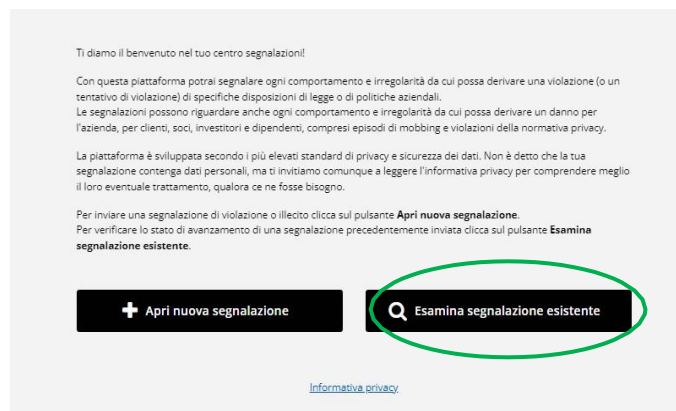 Ti diamo il benvenuto nel tuo centro segnalazioni!
Con questa piattaforma potrai segnalare ogni comportamento e irregolarità da cui possa derivare una violazione (o un
tentativo di violazione) di specifiche disposizioni di legge o di politiche aziendali.
Le segnalazioni possono riguardare anche ogni comportamento e irregolarità da cui possa derivare un danno per
l'azienda, per clienti, soci, investitori e dipendenti, compresi episodi di mobbing e violazioni della normativa privacy.
La piattaforma è sviluppata secondo i più elevati standard di privacy e sicurezza dei dati. Non è detto che la tua
segnalazione contenga dati personali, ma ti invitiamo comunque a leggere l'informativa privacy per comprendere meglio
il loro eventuale trattamento, qualora ce ne fosse bisogno.
Per inviare una segnalazione di violazione o illecito clicca sul pulsante Apri nuova segnalazione.
Per verificare lo stato di avanzamento di una segnalazione precedentemente inviata clicca sul pulsante Esamina
segnalazione esistente.
Apri nuova segnalazione
Esamina segnalazione esistente
Informativa privacy